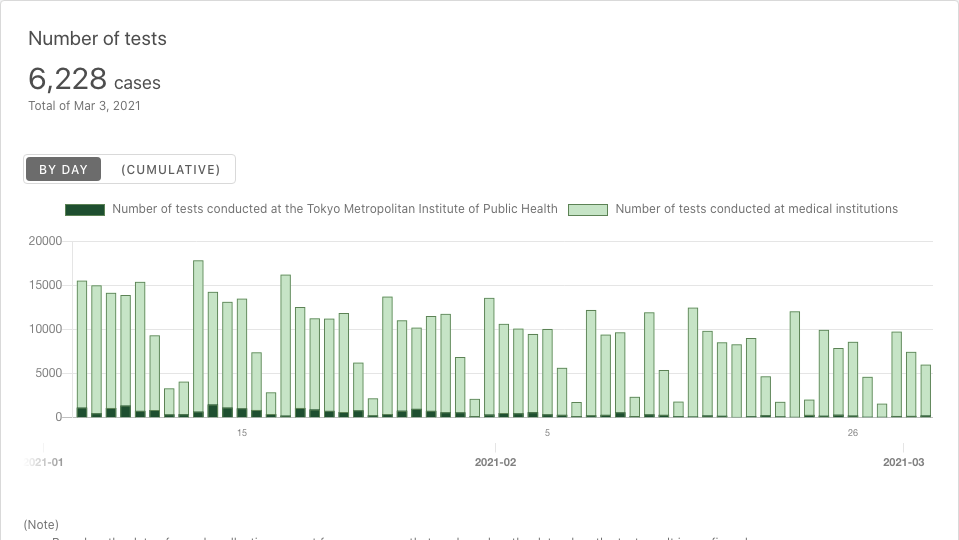 Number of tests
6,228 cases
Total of Mar 3, 2021
BY DAY (CUMULATIVE)
Number of tests conducted at the Tokyo Metropolitan Institute of Public Health Number of tests conducted at medical institutions
20000
15000
10000
5000
0
15 5 26
2021-01 2021-02 2021-03
(Note)